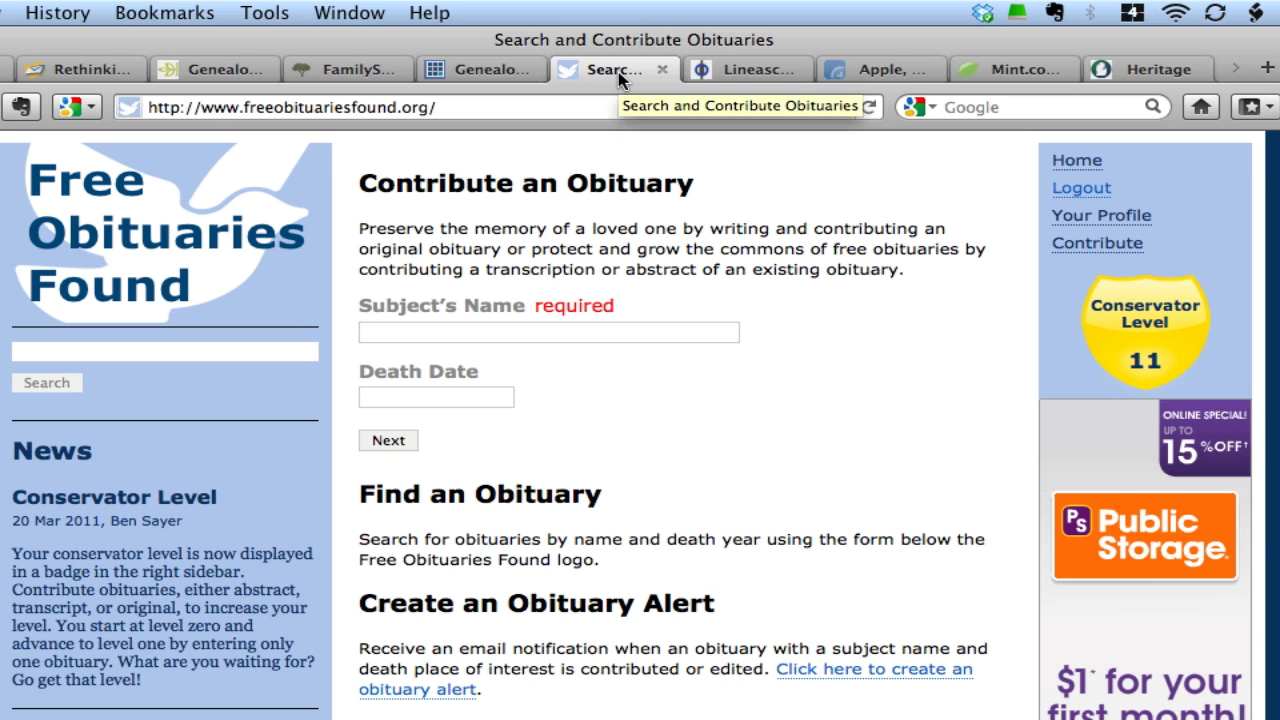 History Bookmarks Tools Window Help
4
Search and Contribute Obituaries
Rethinki... Genealo... FamilyS... Genealo... Searc... Lineasc... Apple, ... Mint.co... Heritage
http://www.freeobituariesfound.org/
Search and Contribute Obituaries
Google
Free
Obituaries
Found
Search
News
Conservator Level
20 Mar 2011, Ben Sayer
Your conservator level is now displayed
in a badge in the right sidebar.
Contribute obituaries, either abstract,
transcript, or original, to increase your
level. You start at level zero and
advance to level one by entering only
one obituary. What are you waiting for?
Go get that level!
Contribute an Obituary
Preserve the memory of a loved one by writing and contributing an
original obituary or protect and grow the commons of free obituaries by
contributing a transcription or abstract of an existing obituary.
Subject's Name required
Death Date
Next
Find an Obituary
Search for obituaries by name and death year using the form below the
Free Obituaries Found logo.
Create an Obituary Alert
Receive an email notification when an obituary with a subject name and
death place of interest is contributed or edited. Click here to create an
obituary alert.
Home
Logout
Your Profile
Contribute
Conservator
Level
11
ONLINE SPECIAL!
UP TO
15%OFF†
PS Public
Storage
$1* for your
first month!